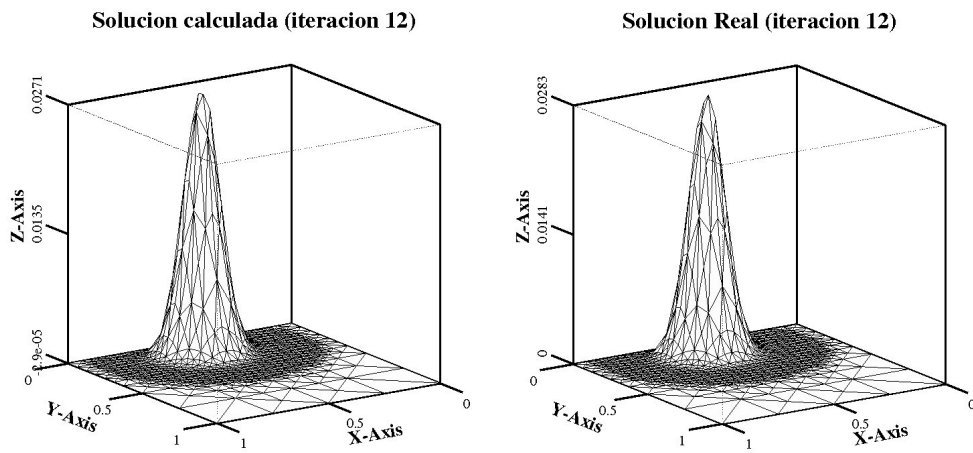 Solucion calculada (iteracion 12)
0.0271
0.0135
Z-Axis
0
0.5
Y-Axis
1
1
0.5
X-Axis
0
Solucion Real (iteracion 12)
0.0283
0.0141
Z-Axis
0
0
0.5
Y-Axis
1
1
0.5
X-Axis
0